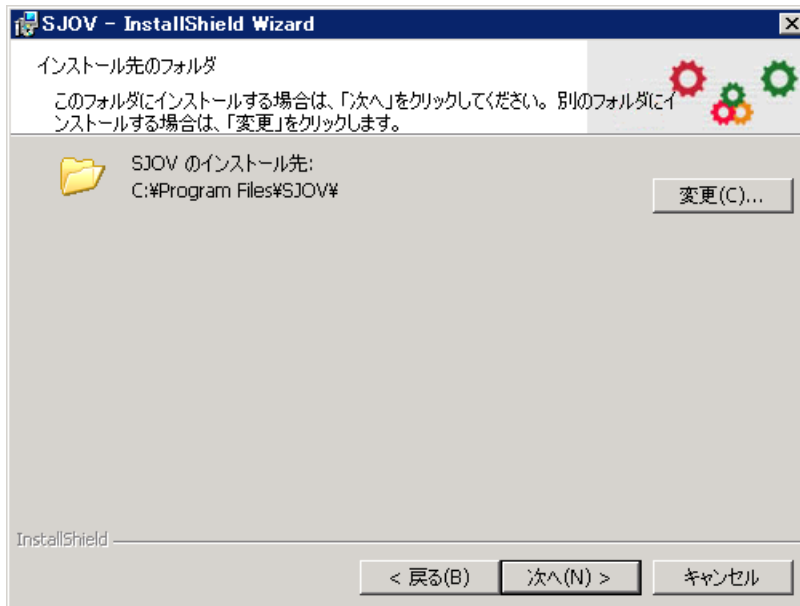 SJOV - InstallShield Wizard
インストール先のフォルダ
このフォルダにインストールする場合は、「次へ」をクリックしてください。別のフォルダにイ
ンストールする場合は、「変更」をクリックします。
SJOV のインストール先:
C:¥Program Files¥SJOV¥
変更(C)...
InstallShield
< 戻る(B)
次へ(N) >
キャンセル